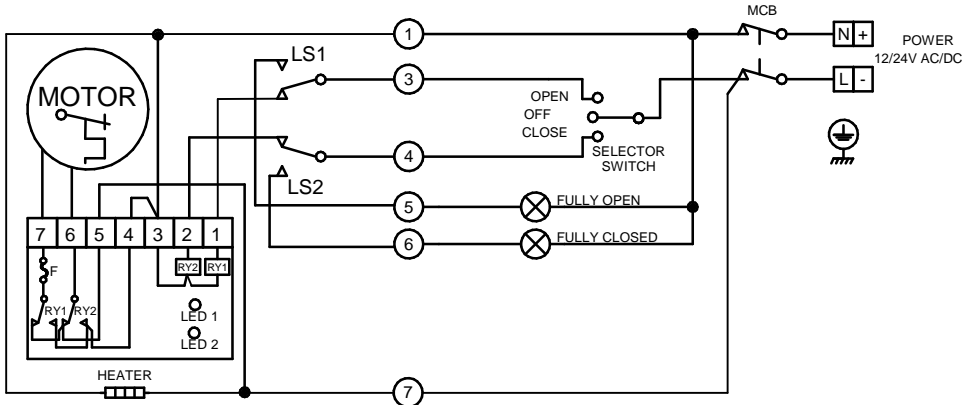 MCB
1
N +
POWER
12/24V AC/DC
LS1
3
L -
MOTOR
OPEN
OFF
CLOSE
4
SELECTOR
SWITCH
LS2
5
FULLY OPEN
7 6 5 4 3 2 1
6
FULLY CLOSED
F
RY2 RY1
RY1 RY2
LED 1
LED 2
HEATER
7